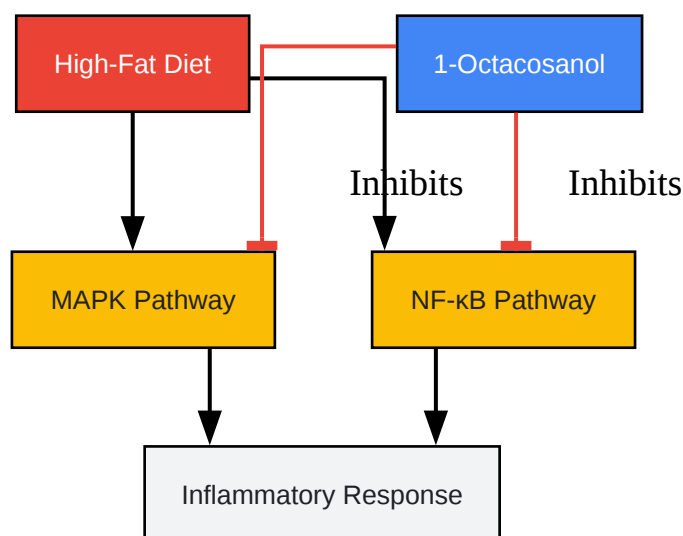 High-Fat Diet
1-Octacosanol
Inhibits
Inhibits
MAPK Pathway
NF-κB Pathway
Inflammatory Response